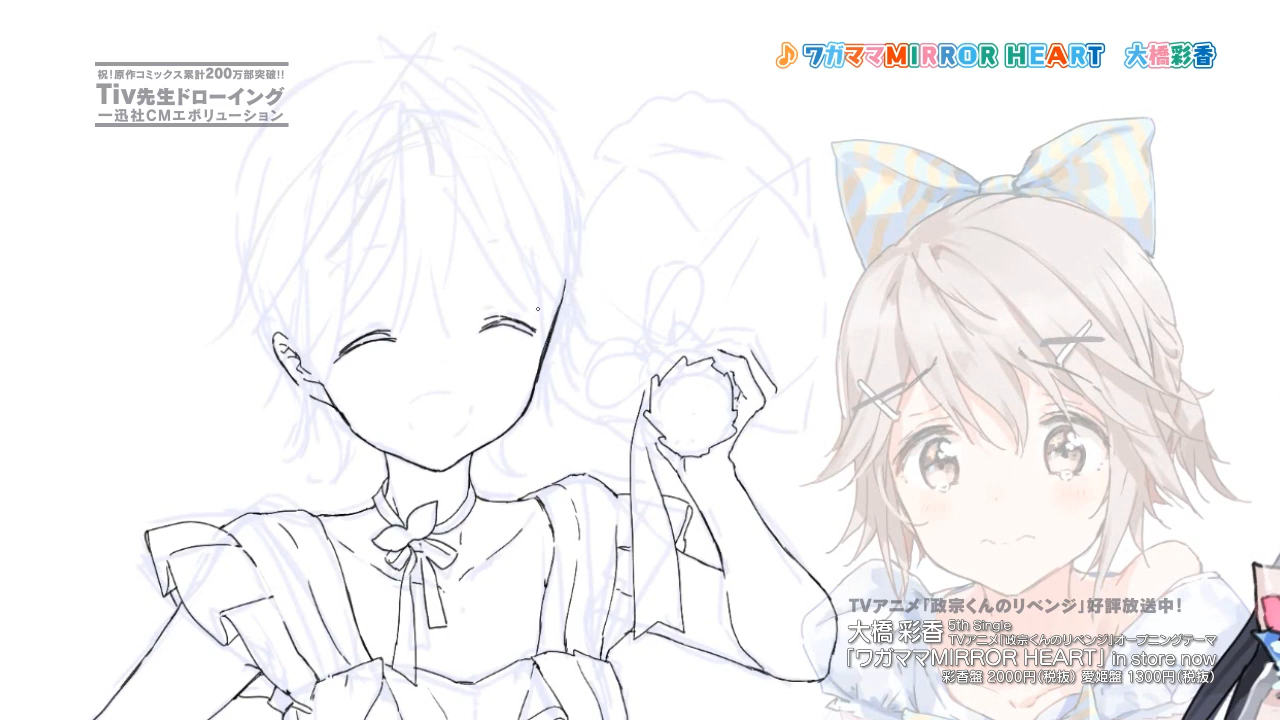 祝!原作コミックス累計200万部突破!!
Tiv先生ドローイング
一迅社CMエボリューション
♪ワガママMIRROR HEART 大橋彩香
TVアニメ「政宗くんのリベンジ」好評放送中!
大橋 彩香 5th Single
TVアニメ「政宗くんのリベンジ」オープニングテーマ
「ワガママMIRROR HEART」 in store now
彩香盤 2000円(税抜) 愛姫盤 1300円(税抜)